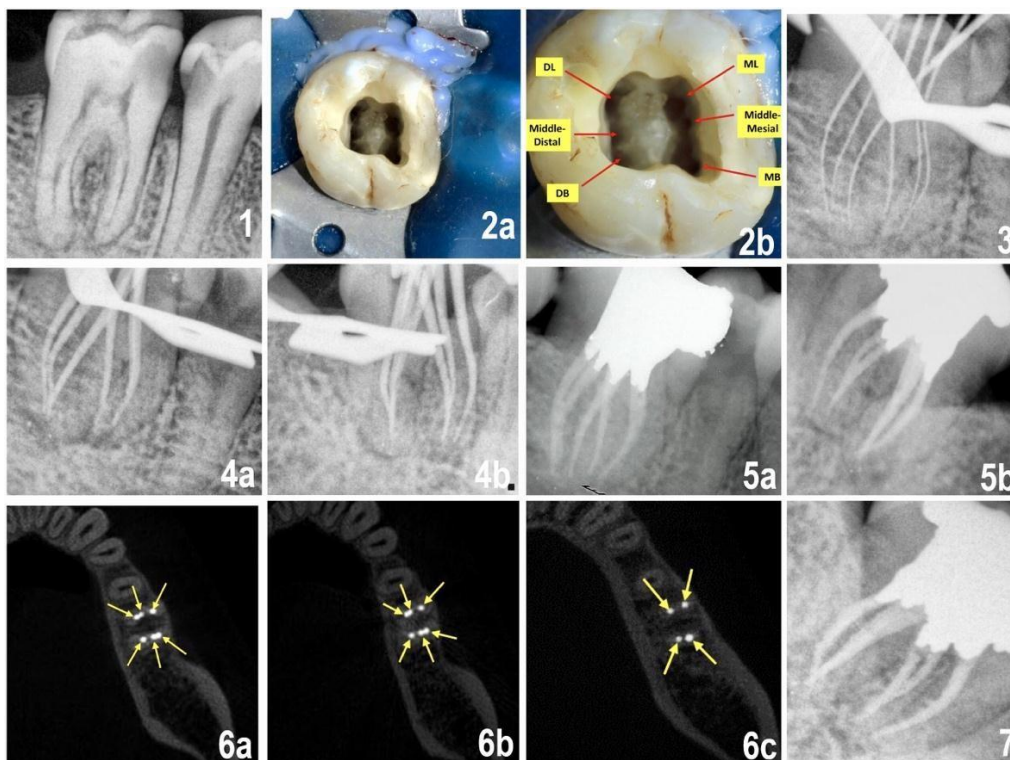 1
2a
DL
ML
Middle-
Distal
Middle-
Mesial
DB
MB
2b
3
4a
4b
5a
5b
6a
6b
6c
7